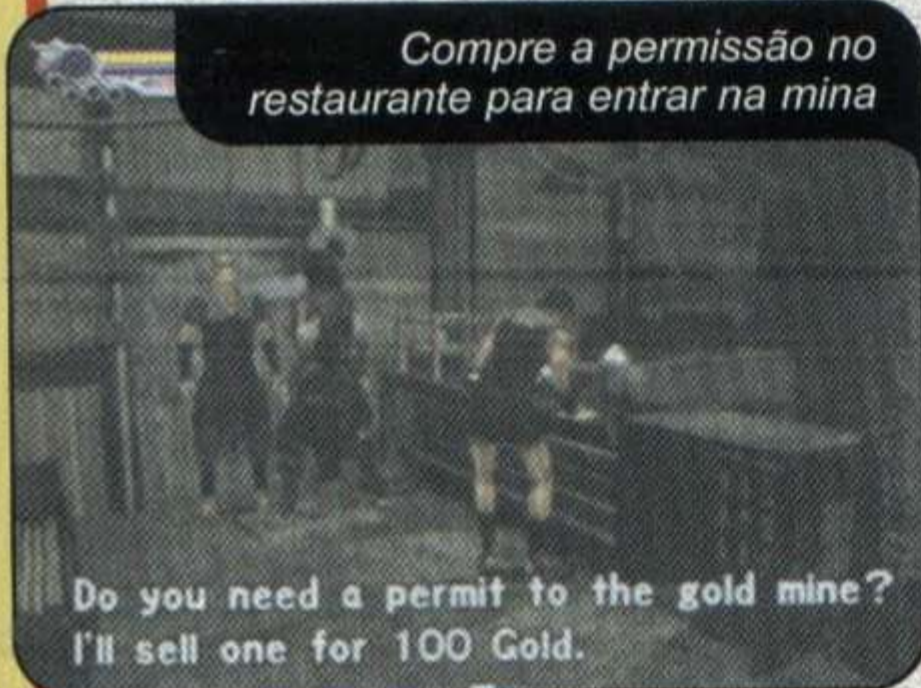 Compre a permissão no
restaurante para entrar na mina
Do you need a permit to the gold mine?
I'll sell one for 100 Gold.